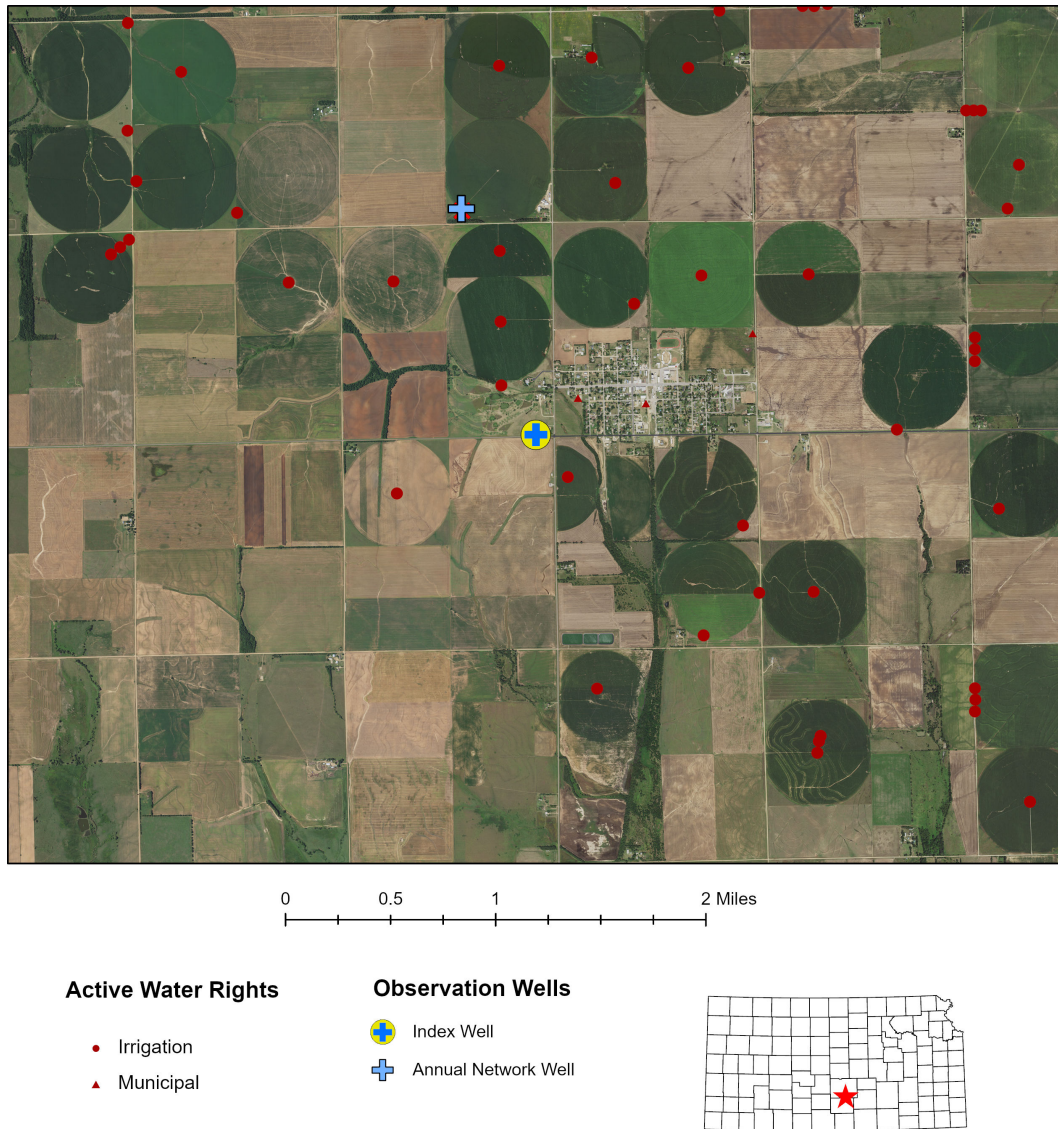 0 0.5 1 2 Miles
Active Water Rights
Irrigation
Municipal
Observation Wells
Index Well
Annual Network Well